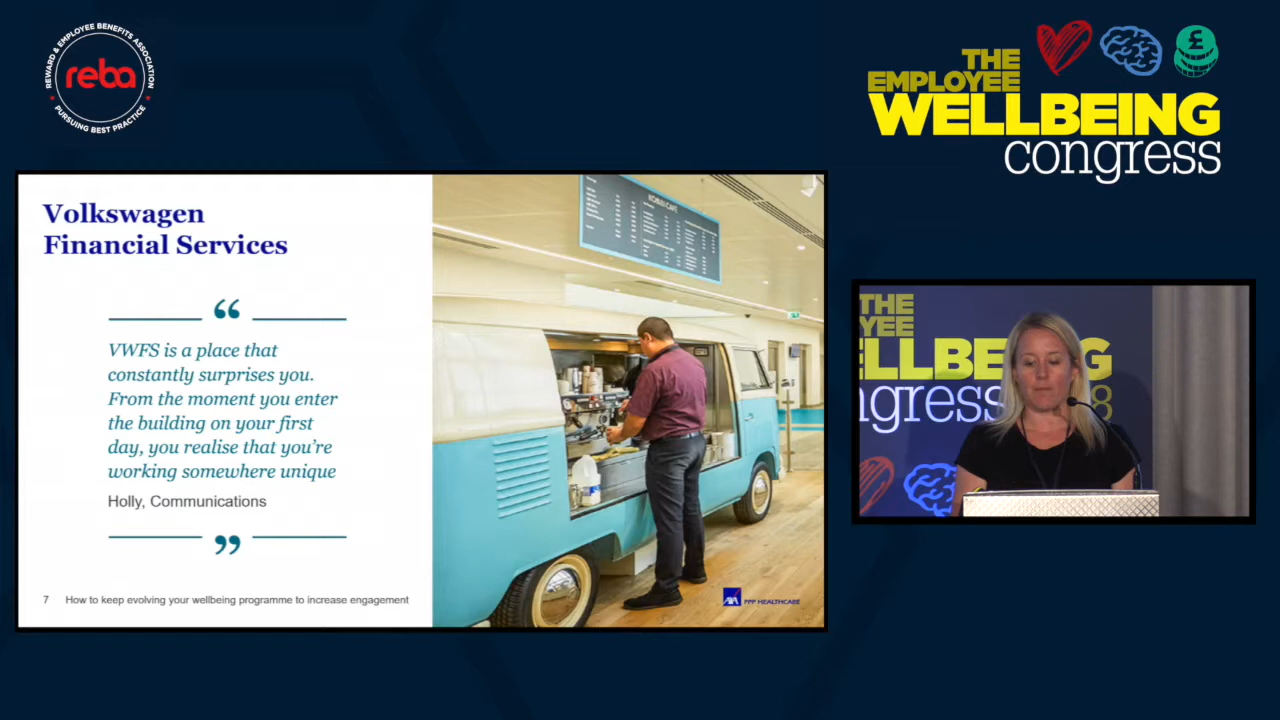 REWARD & EMPLOYEE BENEFITS ASSOCIATION
reba
PURSUING BEST PRACTICE
THE
EMPLOYEE
WELLBEING
congress
£
Volkswagen
Financial Services
“
VWFS is a place that
constantly surprises you.
From the moment you enter
the building on your first
day, you realise that you’re
working somewhere unique
Holly, Communications
”
7 How to keep evolving your wellbeing programme to increase engagement
AXA PPP HEALTHCARE
THE
YEE
ELLBEING
ngress
8